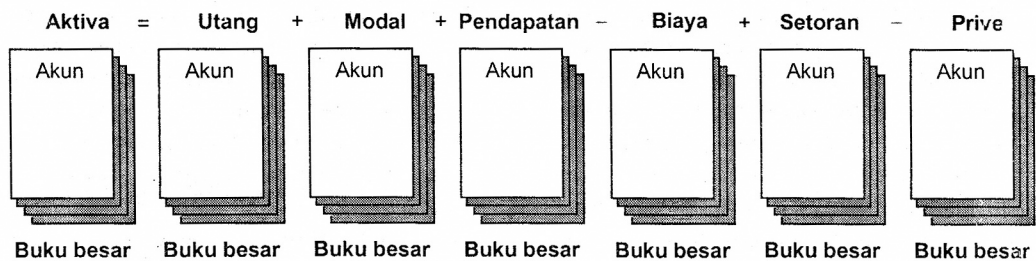 Aktiva = Utang + Modal + Pendapatan – Biaya + Setoran – Prive
Akun Akun Akun Akun Akun Akun Akun
Buku besar Buku besar Buku besar Buku besar Buku besar Buku besar Buku besar